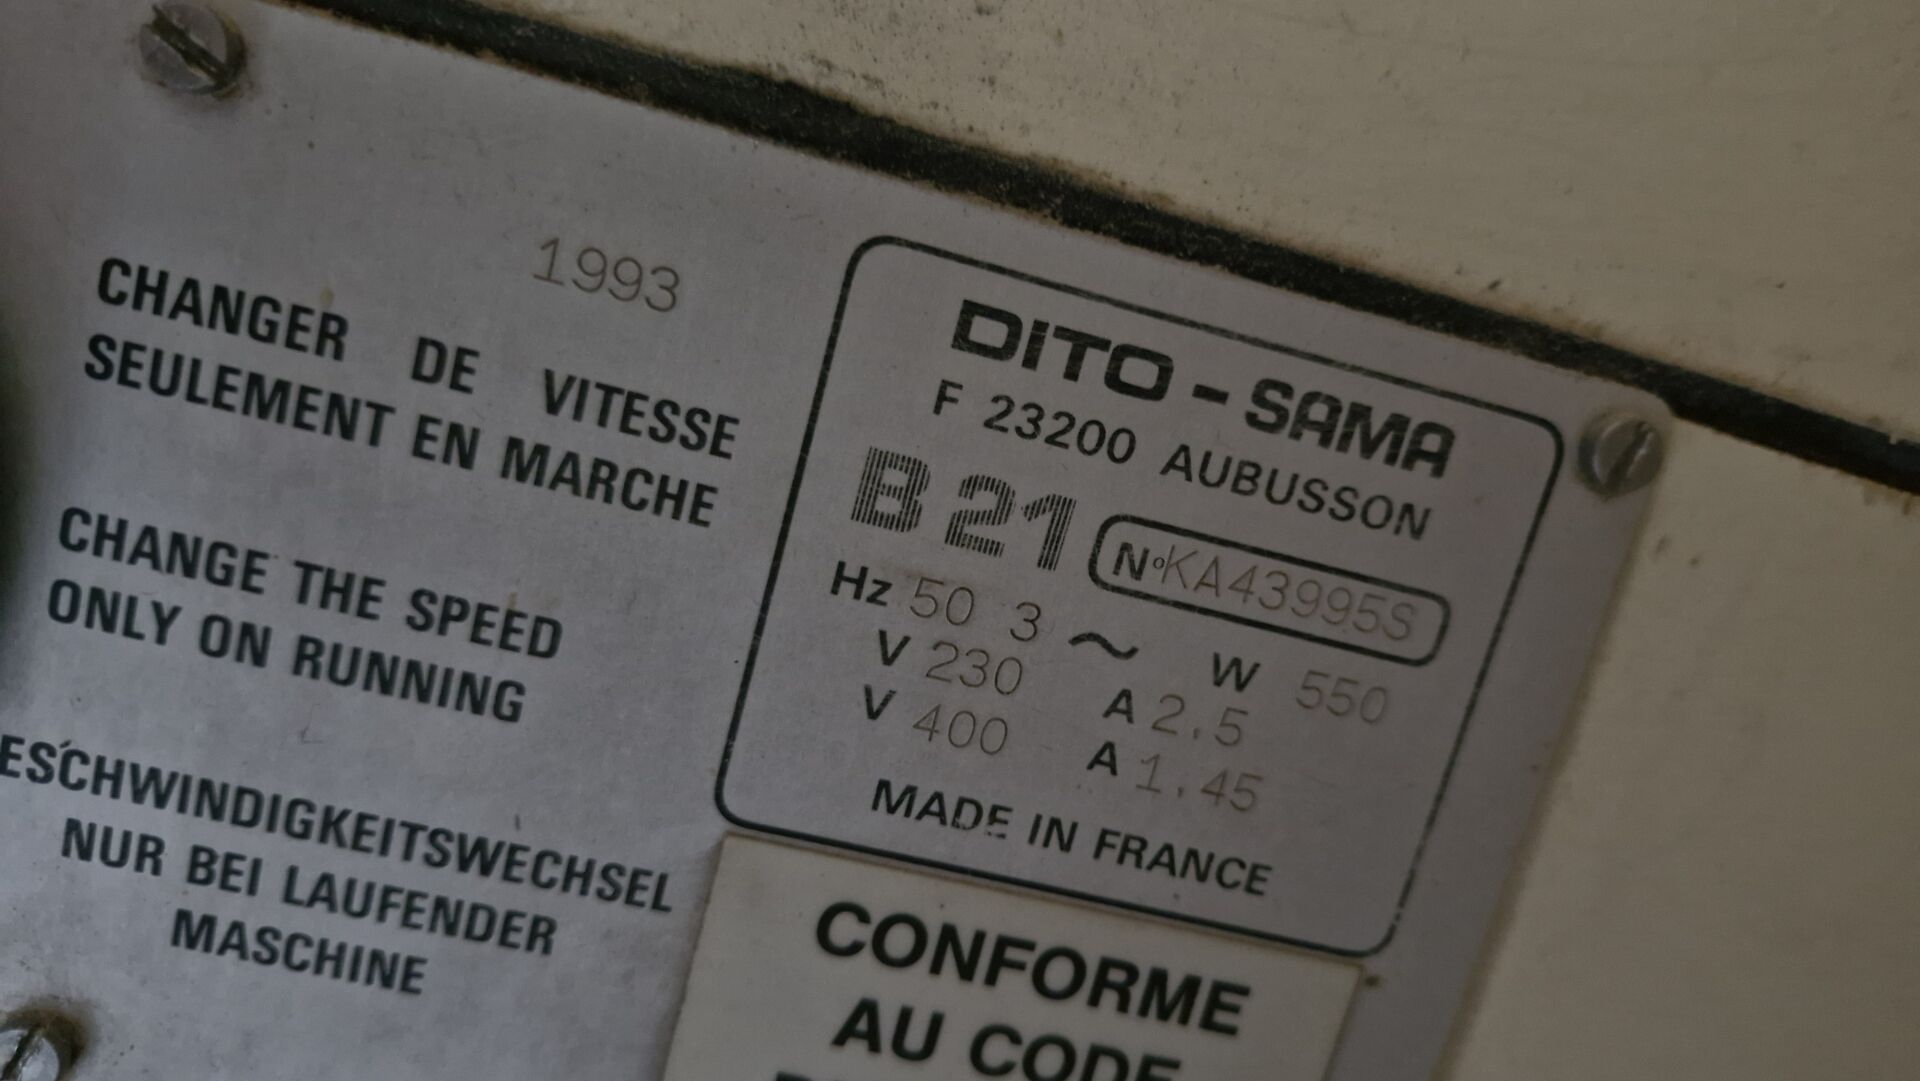 1993
CHANGER DE VITESSE
SEULEMENT EN MARCHE
CHANGE THE SPEED
ONLY ON RUNNING
ESCHWINDIGKEITSWECHSEL
NUR BEI LAUFENDER
MASCHINE
DITO-SAMA
F 23200 AUBUSSON
B21 N° KA43995S
Hz 50 3 ~ W 550
V 230 A 2.5
V 400 A 1.45
MADE IN FRANCE
CONFORME
AU CODE